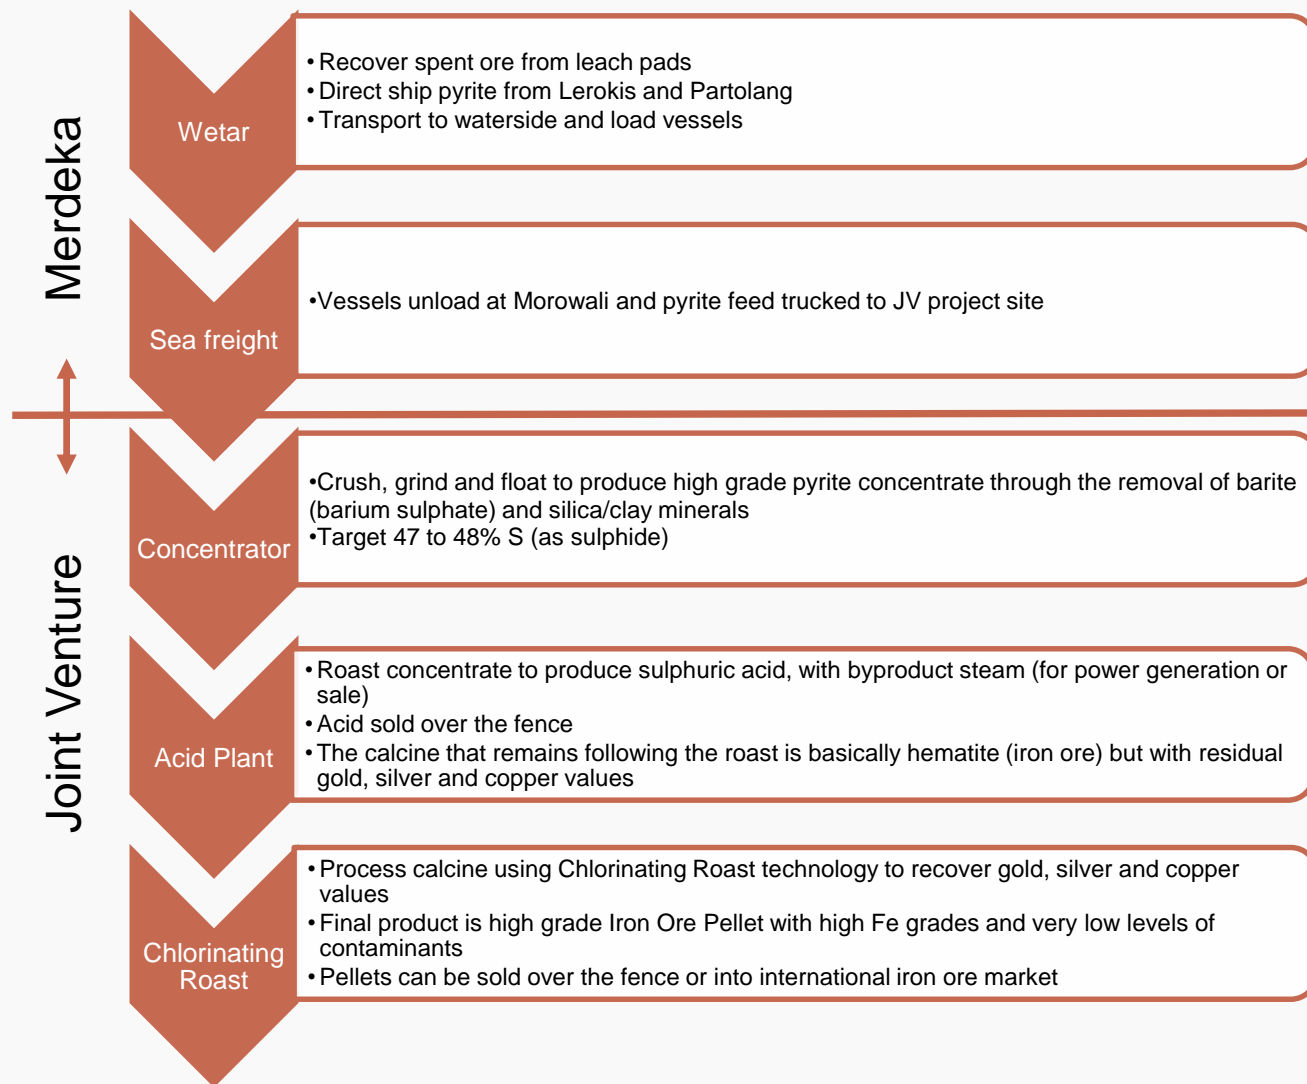 Merdeka
Wetar
• Recover spent ore from leach pads
• Direct ship pyrite from Lerokis and Partolang
• Transport to waterside and load vessels
Sea freight
•Vessels unload at Morowali and pyrite feed trucked to JV project site
Joint Venture
Concentrator
•Crush, grind and float to produce high grade pyrite concentrate through the removal of barite
(barium sulphate) and silica/clay minerals
•Target 47 to 48% S (as sulphide)
Acid Plant
• Roast concentrate to produce sulphuric acid, with byproduct steam (for power generation or
sale)
• Acid sold over the fence
• The calcine that remains following the roast is basically hematite (iron ore) but with residual
gold, silver and copper values
Chlorinating
Roast
• Process calcine using Chlorinating Roast technology to recover gold, silver and copper
values
• Final product is high grade Iron Ore Pellet with high Fe grades and very low levels of
contaminants
• Pellets can be sold over the fence or into international iron ore market